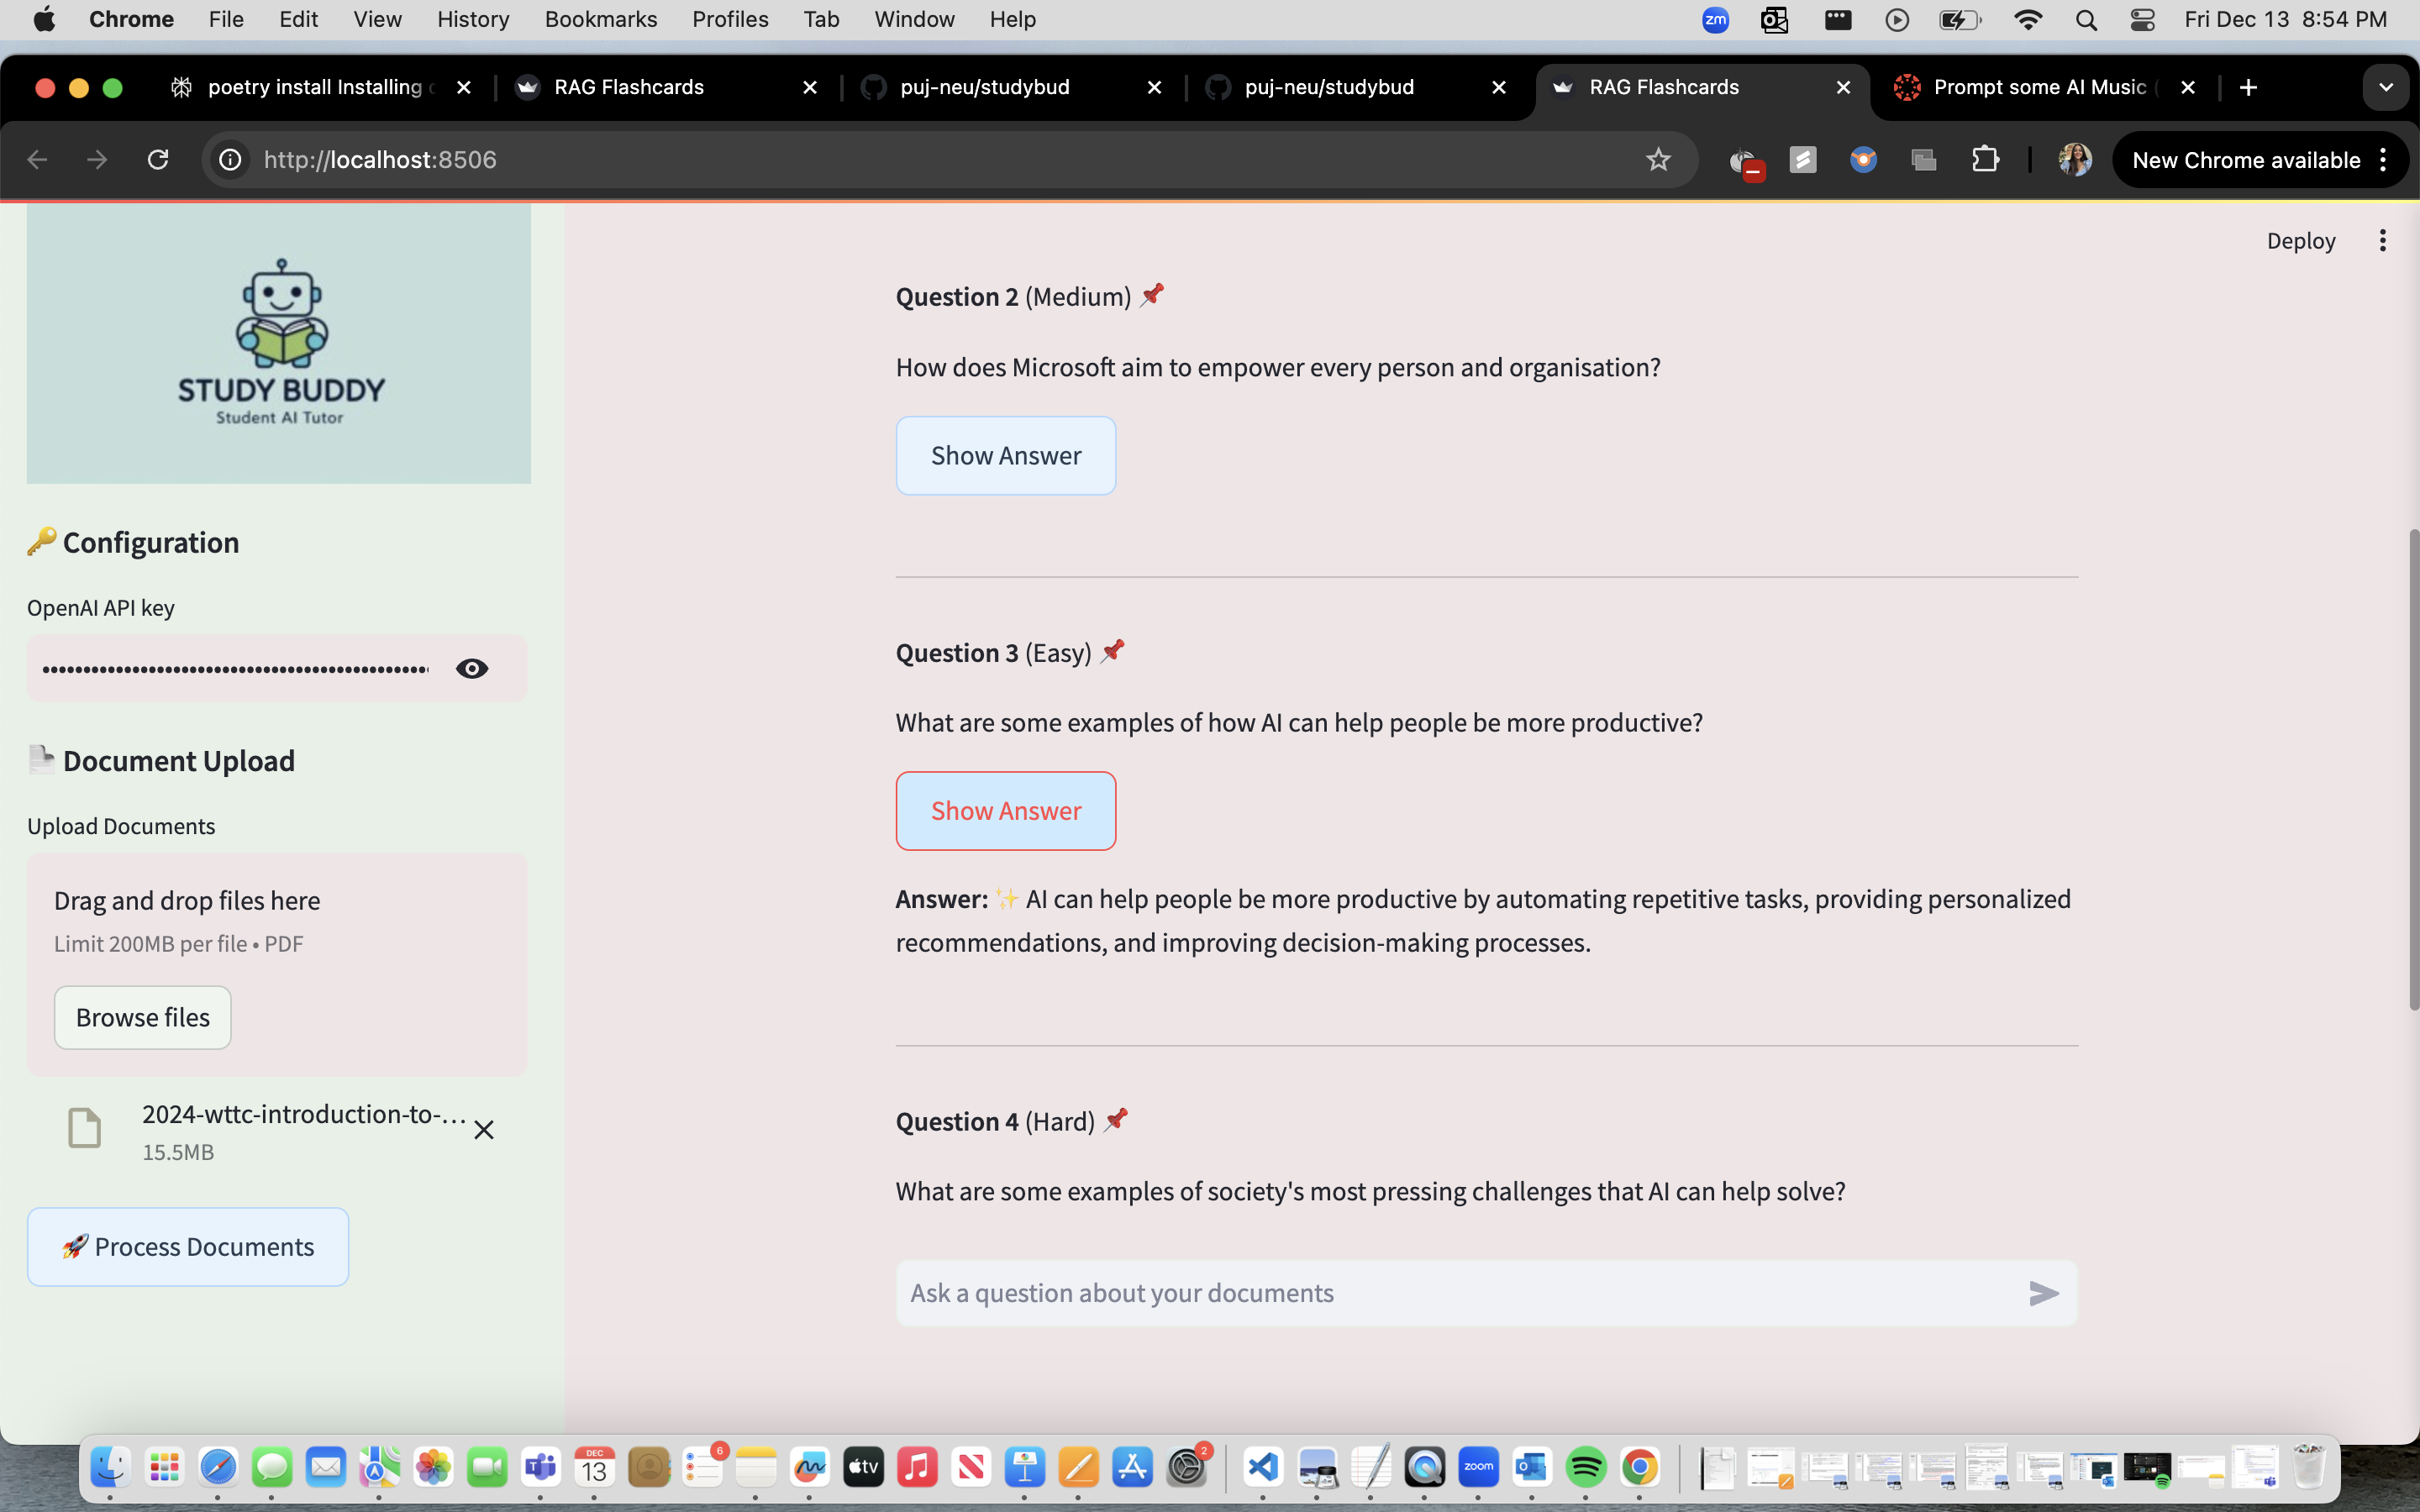 Chrome File Edit View History Bookmarks Profiles Tab Window Help
zm
Fri Dec 13 8:54 PM
poetry install Installing
RAG Flashcards
puj-neu/studybud
puj-neu/studybud
RAG Flashcards
Prompt some AI Music
http://localhost:8506
New Chrome available
Deploy
STUDY BUDDY
Student AI Tutor
🔑 Configuration
OpenAI API key
Document Upload
Upload Documents
Drag and drop files here
Limit 200MB per file • PDF
Browse files
2024-wttc-introduction-to-...
15.5MB
🚀 Process Documents
Question 2 (Medium) 📌
How does Microsoft aim to empower every person and organisation?
Show Answer
Question 3 (Easy) 📌
What are some examples of how AI can help people be more productive?
Show Answer
Answer: ✨ AI can help people be more productive by automating repetitive tasks, providing personalized
recommendations, and improving decision-making processes.
Question 4 (Hard) 📌
What are some examples of society's most pressing challenges that AI can help solve?
Ask a question about your documents
DEC
13
6
tv
2
zoom